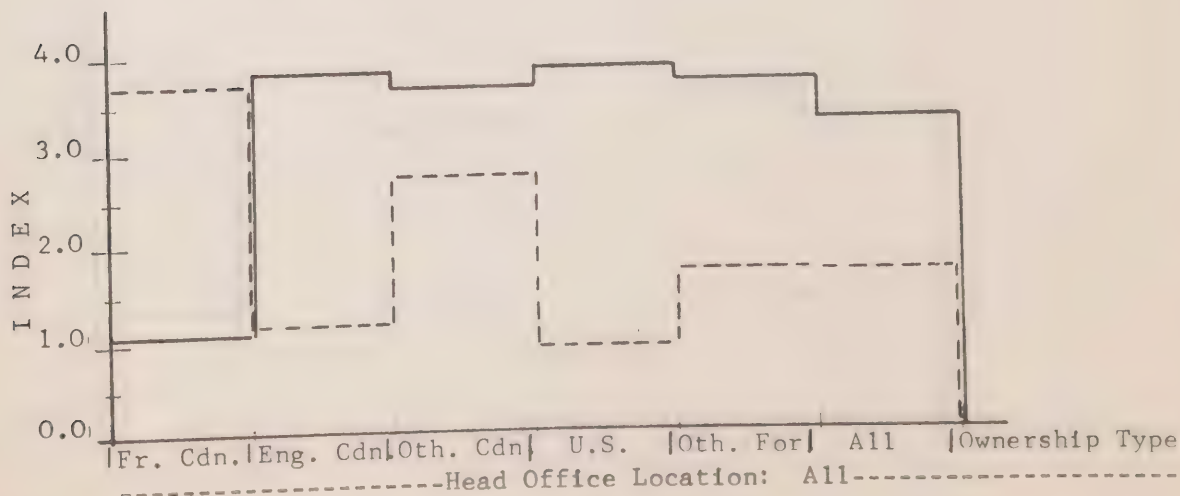 4.0
3.0
2.0
1.0
0.0
INDEX
Fr. Cdn. Eng. Cdn Oth. Cdn U.S. Oth. For All Ownership Type
Head Office Location: All